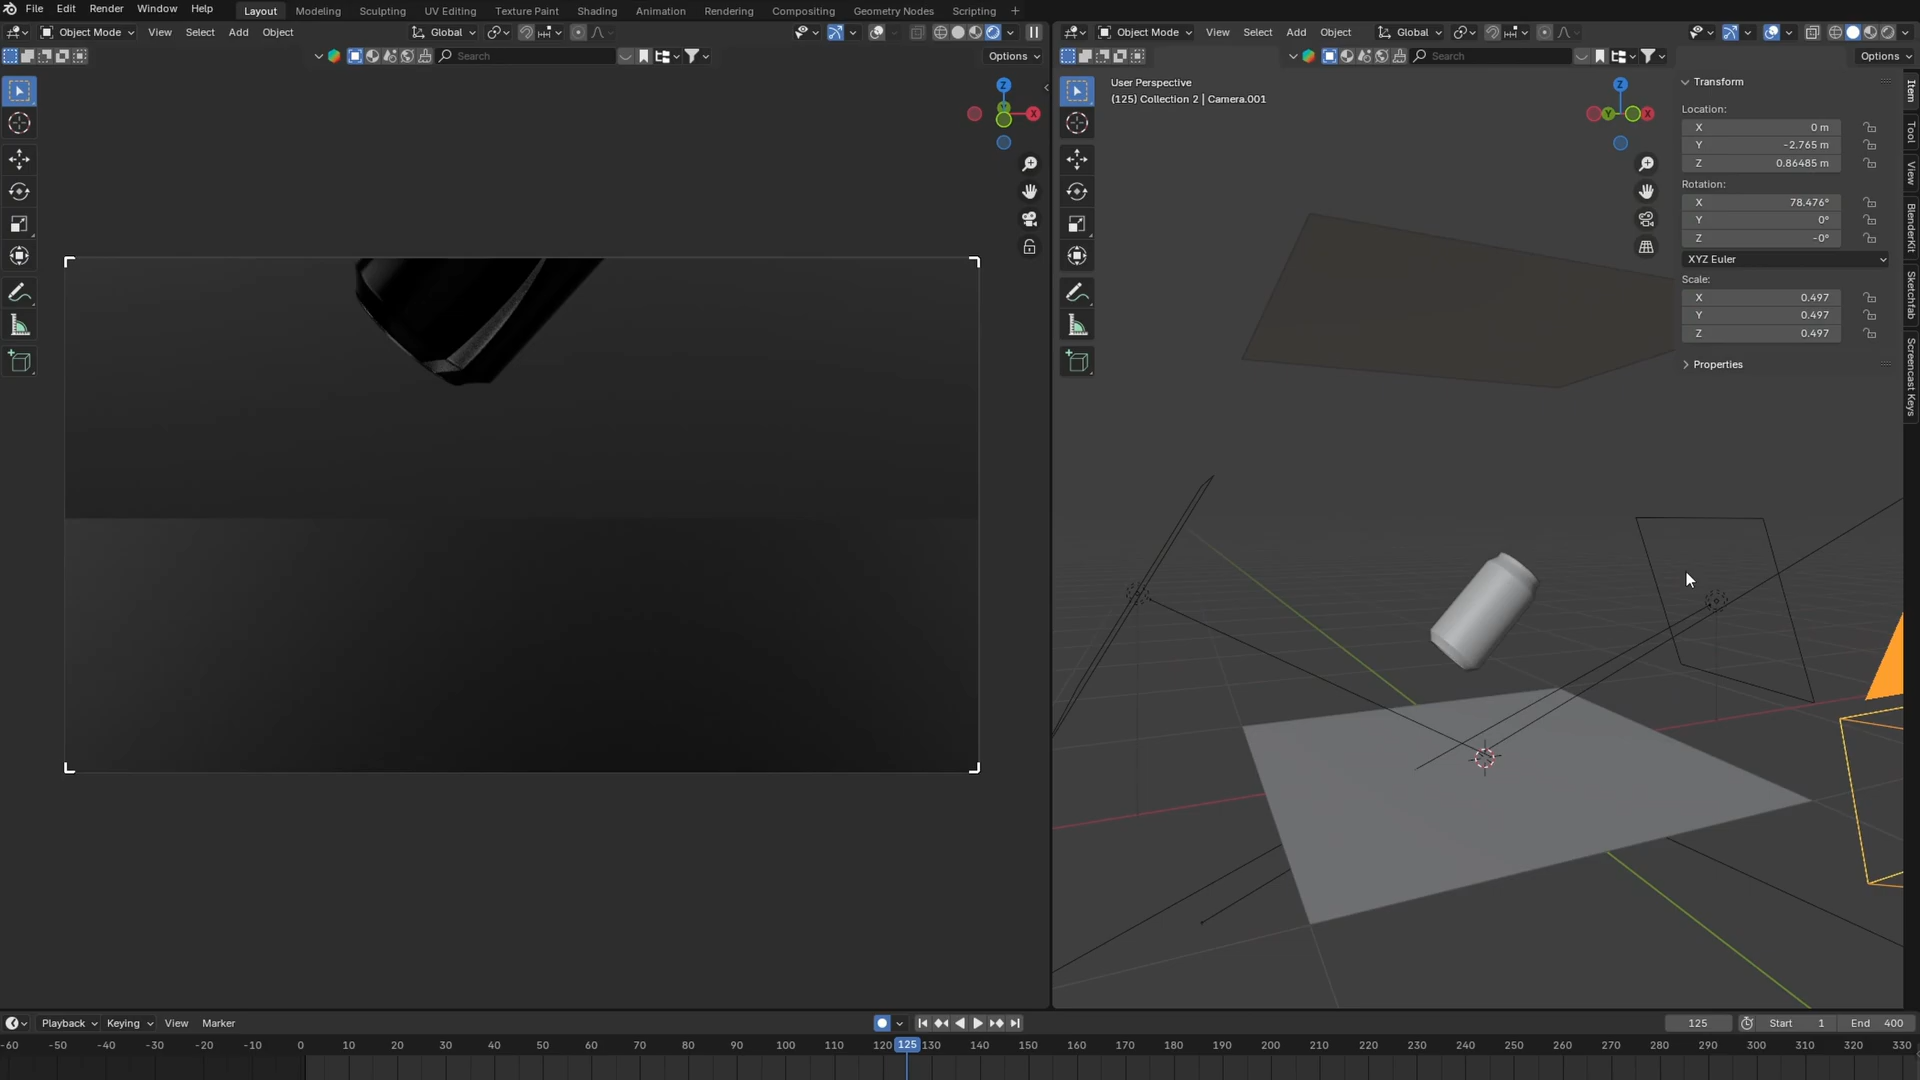 File Edit Render Window Help Layout Modeling Sculpting UV Editing Texture Paint Shading Animation Rendering Compositing Geometry Nodes Scripting
Object Mode View Select Add Object Global
Object Mode View Select Add Object Global
Search Options
Search Options
User Perspective
(125) Collection 2 | Camera.001
Z
X
Z
Y
X
Transform
Location:
X 0 m
Y -2.765 m
Z 0.86485 m
Rotation:
X 78.476°
Y 0°
Z -0°
XYZ Euler
Scale:
X 0.497
Y 0.497
Z 0.497
Properties
Item
Tool
View
BlenderKit
Sketchfab
Screencast Keys
Playback Keying View Marker 125 Start 1 End 400
-60 -50 -40 -30 -20 -10 0 10 20 30 40 50 60 70 80 90 100 110 120 125 130 140 150 160 170 180 190 200 210 220 230 240 250 260 270 280 290 300 310 320 330